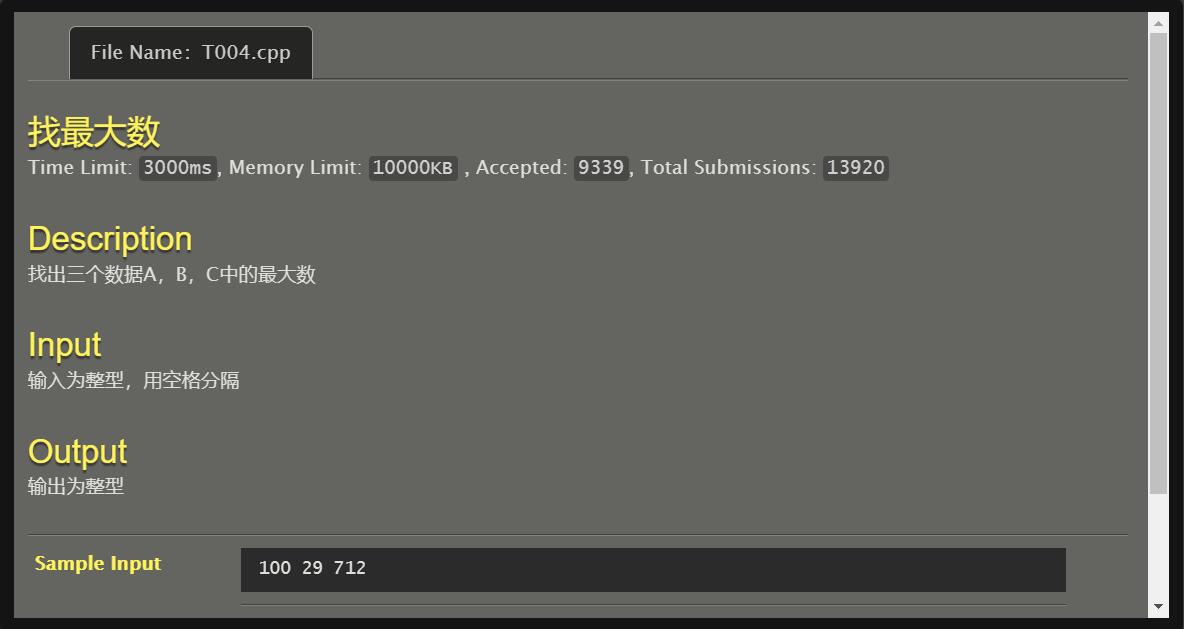 File Name：T004.cpp
找最大数
Time Limit: 3000ms, Memory Limit: 10000KB , Accepted: 9339, Total Submissions: 13920
Description
找出三个数据A，B，C中的最大数
Input
输入为整型，用空格分隔
Output
输出为整型
Sample Input
100 29 712